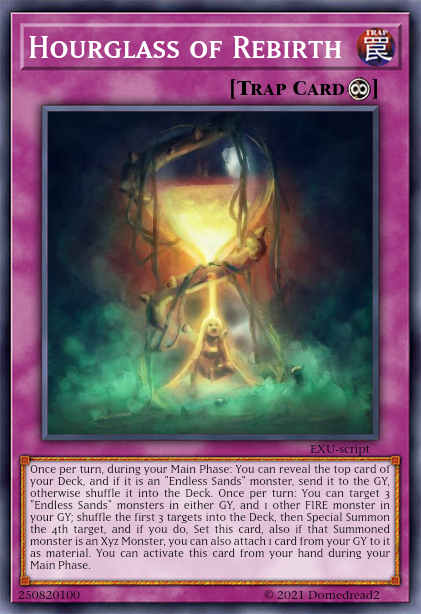 Hourglass of Rebirth
TRAP
罠
[Trap Card]
EXU-script
Once per turn, during your Main Phase: You can reveal the top card of
your Deck, and if it is an "Endless Sands" monster, send it to the GY,
otherwise shuffle it into the Deck. Once per turn: You can target 3
"Endless Sands" monsters in either GY, and 1 other FIRE monster in
your GY; shuffle the first 3 targets into the Deck, then Special Summon
the 4th target, and if you do, Set this card, also if that Summoned
monster is an Xyz Monster, you can also attach 1 card from your GY to it
as material. You can activate this card from your hand during your
Main Phase.
250820100
© 2021 Domedread2